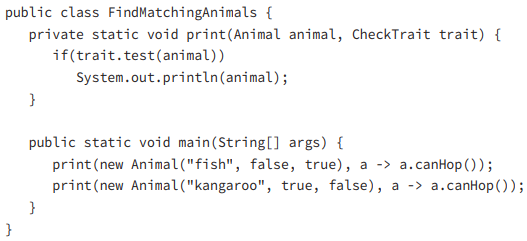 public class FindMatchingAnimals {
   private static void print(Animal animal, CheckTrait trait) {
      if(trait.test(animal))
         System.out.println(animal);
   }

   public static void main(String[] args) {
      print(new Animal("fish", false, true), a -> a.canHop());
      print(new Animal("kangaroo", true, false), a -> a.canHop());
   }
}